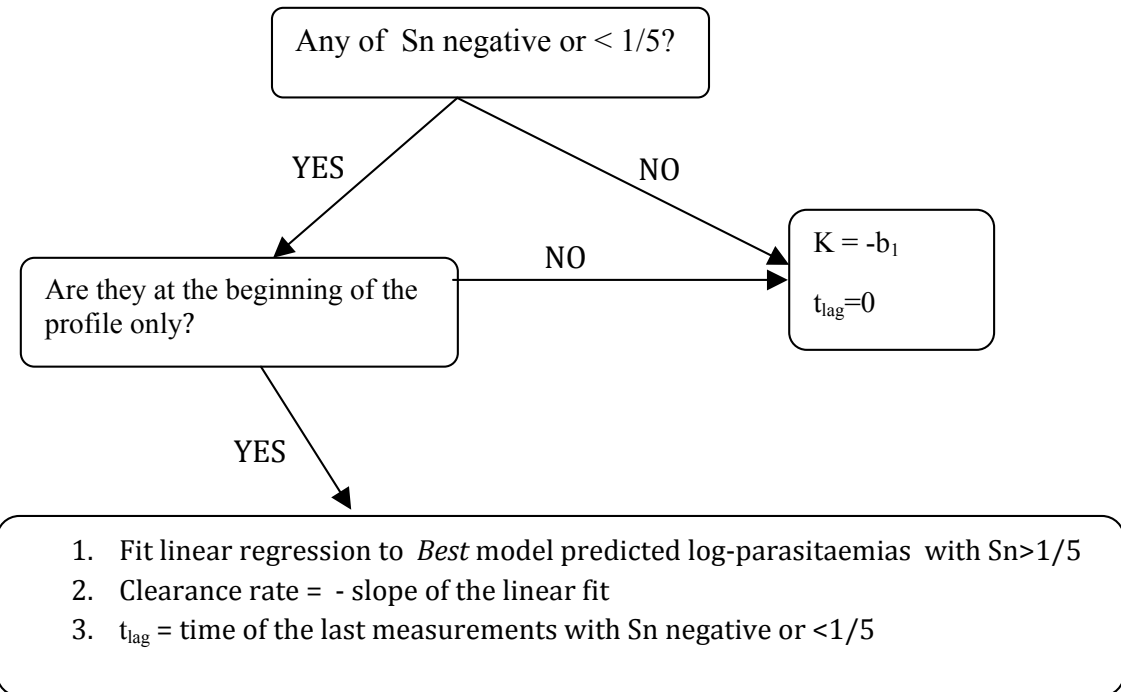 Any of Sn negative or < 1/5?
YES
NO
K = -b₁
t_lag=0
NO
Are they at the beginning of the
profile only?
YES
1. Fit linear regression to Best model predicted log-parasitaemias with Sn>1/5
2. Clearance rate = - slope of the linear fit
3. t_lag = time of the last measurements with Sn negative or <1/5